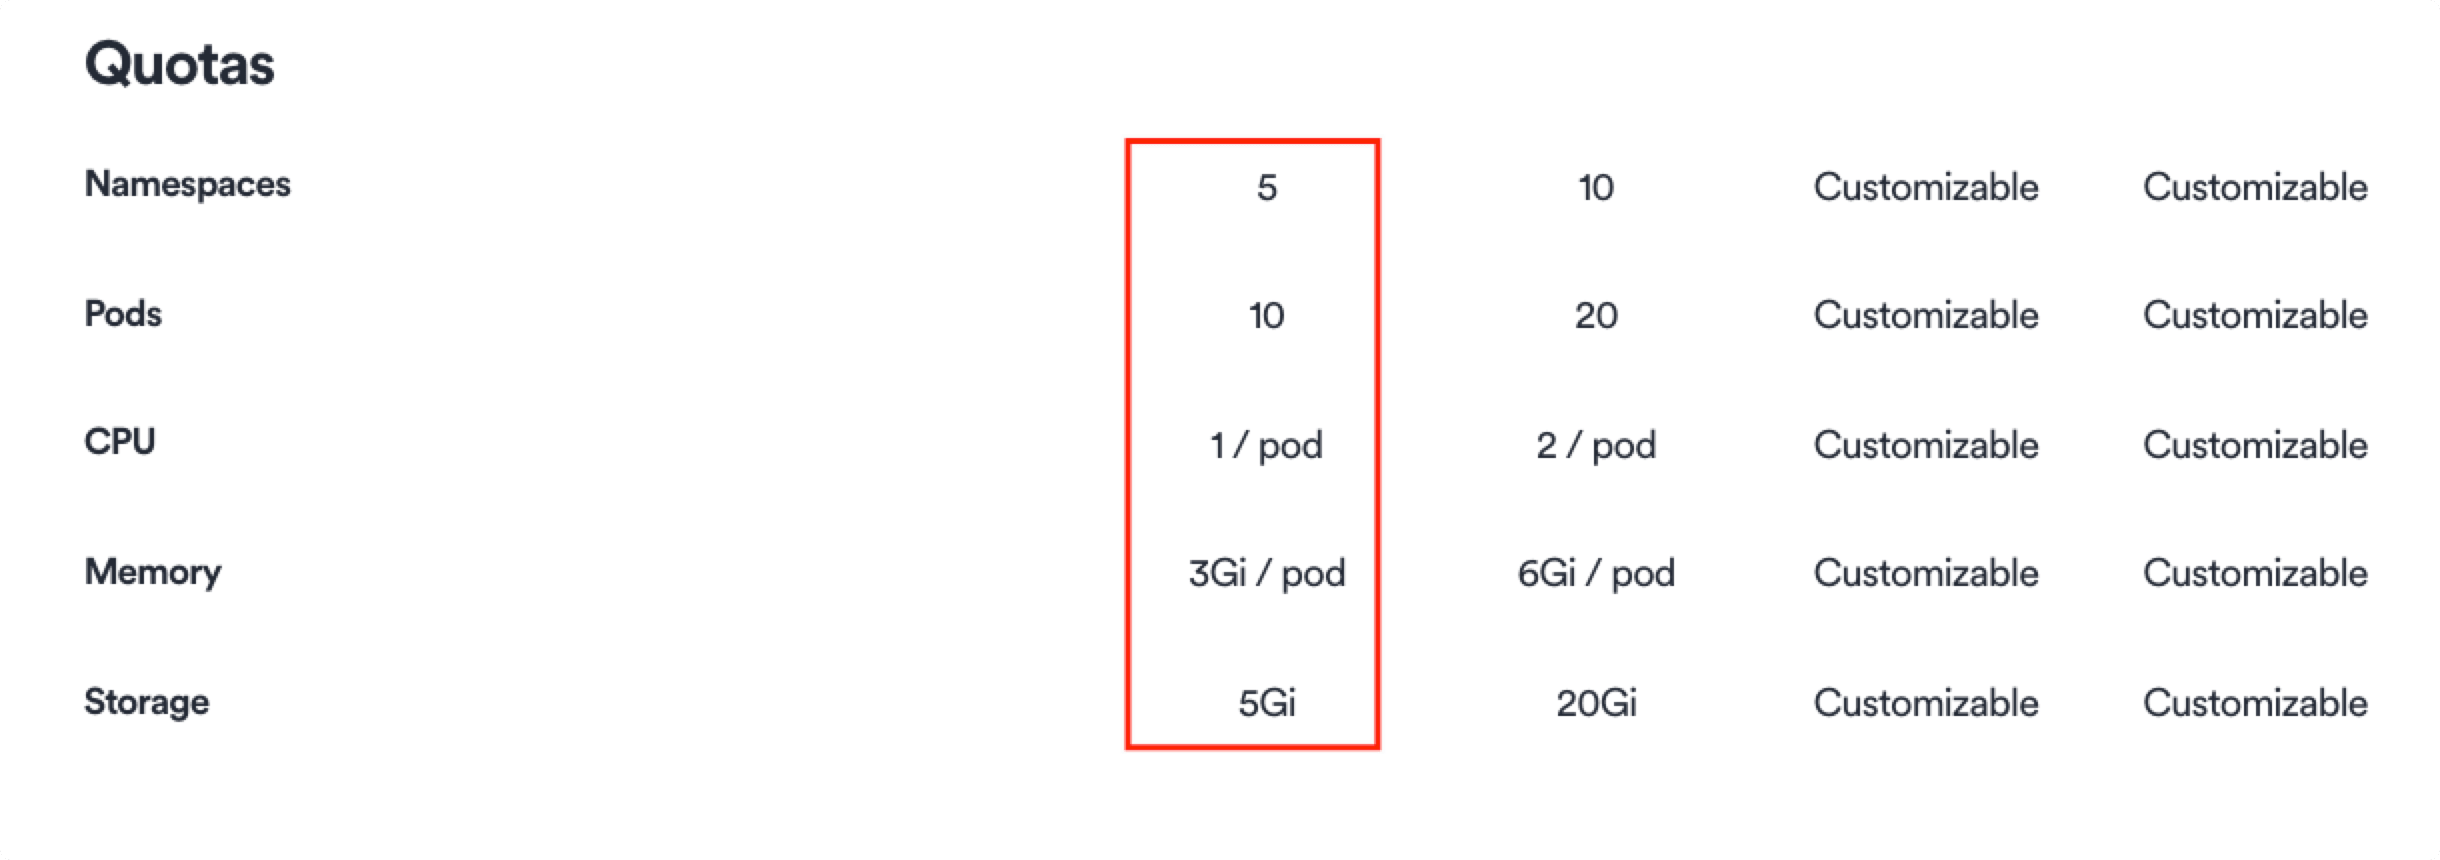 Quotas
Namespaces 5 10 Customizable Customizable
Pods 10 20 Customizable Customizable
CPU 1 / pod 2 / pod Customizable Customizable
Memory 3Gi / pod 6Gi / pod Customizable Customizable
Storage 5Gi 20Gi Customizable Customizable